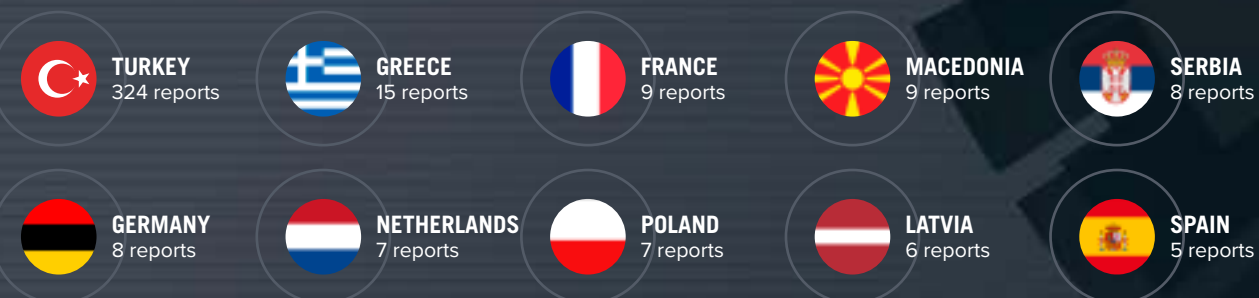 TURKEY
324 reports
GREECE
15 reports
FRANCE
9 reports
MACEDONIA
9 reports
SERBIA
8 reports
GERMANY
8 reports
NETHERLANDS
7 reports
POLAND
7 reports
LATVIA
6 reports
SPAIN
5 reports